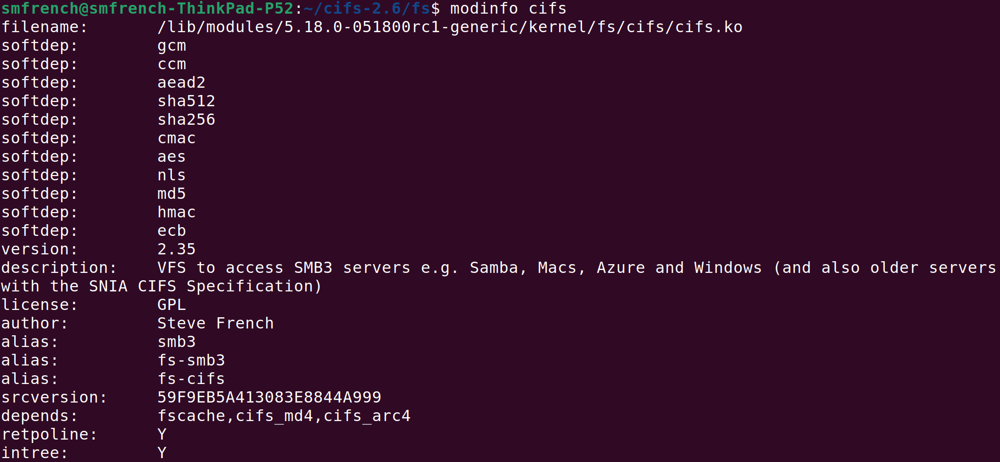 smfrench@smfrench-ThinkPad-P52:~/cifs-2.6/fs$ modinfo cifs
filename:       /lib/modules/5.18.0-051800rc1-generic/kernel/fs/cifs/cifs.ko
softdep:        gcm
softdep:        ccm
softdep:        aead2
softdep:        sha512
softdep:        sha256
softdep:        cmac
softdep:        aes
softdep:        nls
softdep:        md5
softdep:        hmac
softdep:        ecb
version:        2.35
description:    VFS to access SMB3 servers e.g. Samba, Macs, Azure and Windows (and also older servers
with the SNIA CIFS Specification)
license:        GPL
author:         Steve French
alias:          smb3
alias:          fs-smb3
alias:          fs-cifs
srcversion:     59F9EB5A413083E8844A999
depends:        fscache,cifs_md4,cifs_arc4
retpoline:      Y
intree:         Y